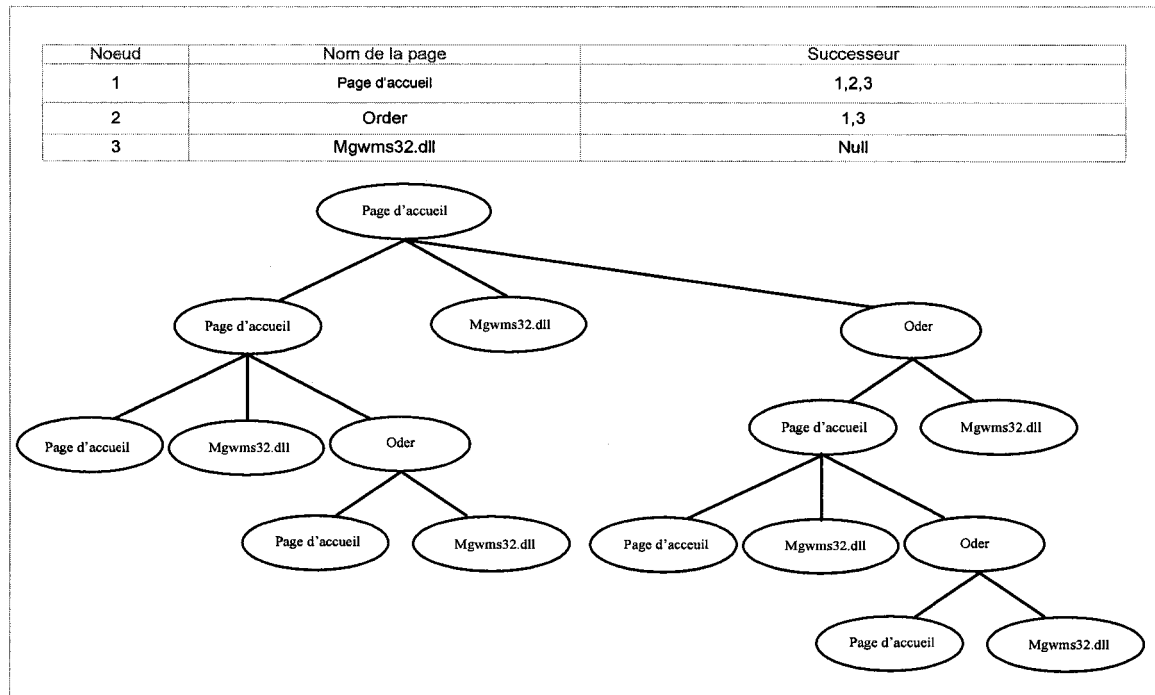 Noeud Nom de la page Successeur
1 Page d'accueil 1,2,3
2 Order 1,3
3 Mgwms32.dll Null
Page d'accueil
Page d'accueil Mgwms32.dll Oder
Page d'accueil Mgwms32.dll Oder Page d'accueil Mgwms32.dll
Page d'accueil Mgwms32.dll Page d'acceuil Mgwms32.dll Oder
Page d'accueil Mgwms32.dll